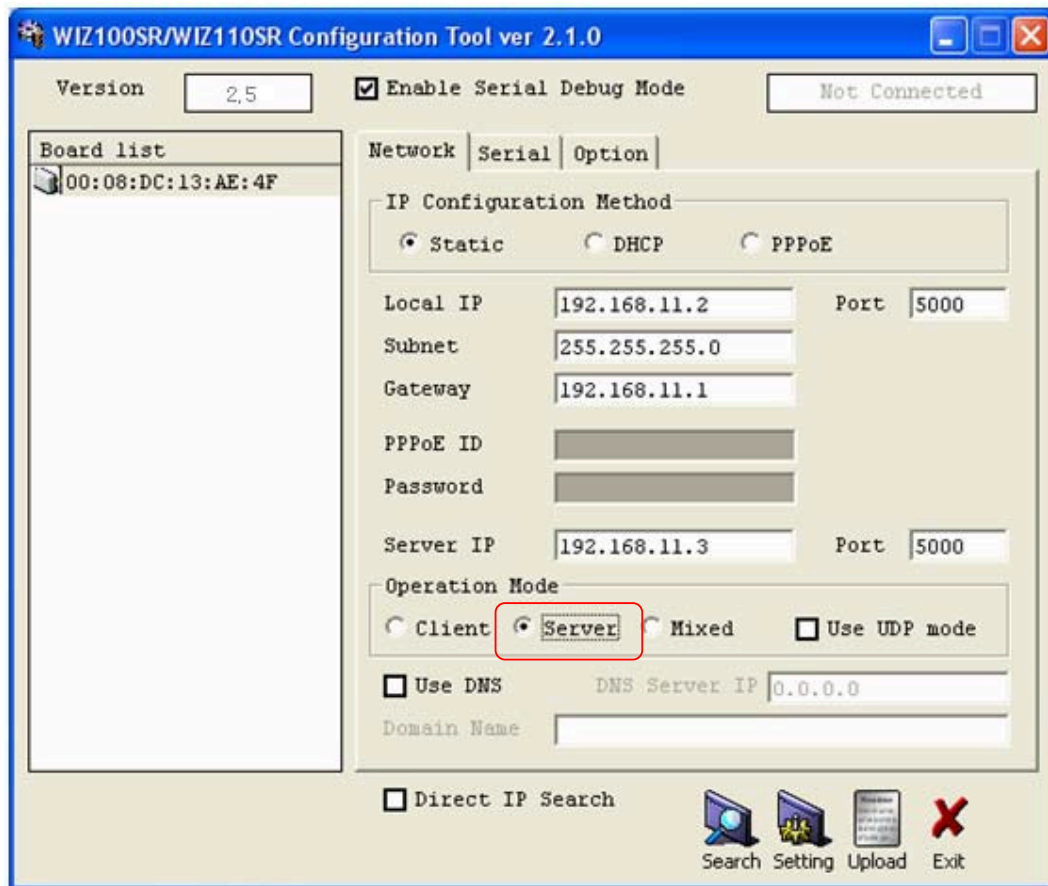 WIZ100SR/WIZ110SR Configuration Tool ver 2.1.0
Version 2,5 Enable Serial Debug Mode Not Connected
Board list
00:08:DC:13:AE:4F
Network Serial Option
IP Configuration Method
Static DHCP PPPoE
Local IP 192.168.11.2 Port 5000
Subnet 255.255.255.0
Gateway 192.168.11.1
PPPoE ID
Password
Server IP 192.168.11.3 Port 5000
Operation Mode
Client Server Mixed Use UDP mode
Use DNS DNS Server IP 0.0.0.0
Domain Name
Direct IP Search
Search Setting Upload Exit